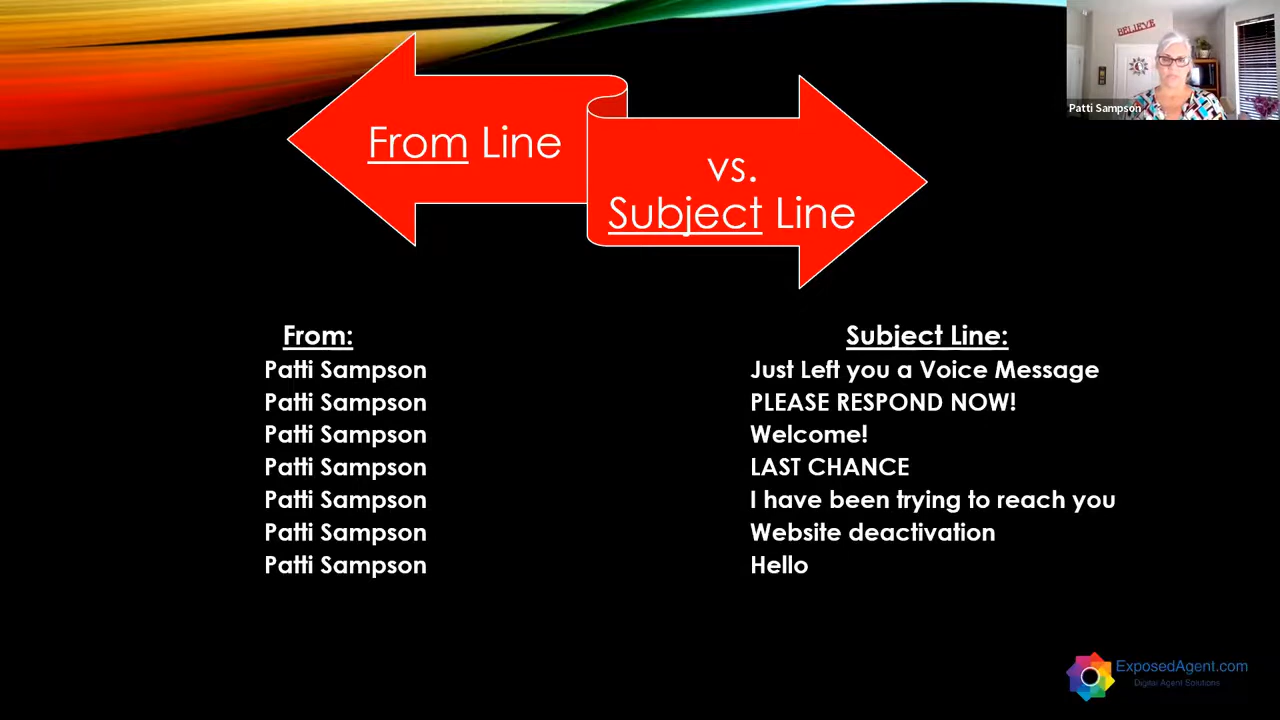 BELIEVE
Patti Sampson
From Line
vs.
Subject Line
From:
Patti Sampson
Patti Sampson
Patti Sampson
Patti Sampson
Patti Sampson
Patti Sampson
Patti Sampson
Subject Line:
Just Left you a Voice Message
PLEASE RESPOND NOW!
Welcome!
LAST CHANCE
I have been trying to reach you
Website deactivation
Hello
ExposedAgent.com
Digital Agent Solutions